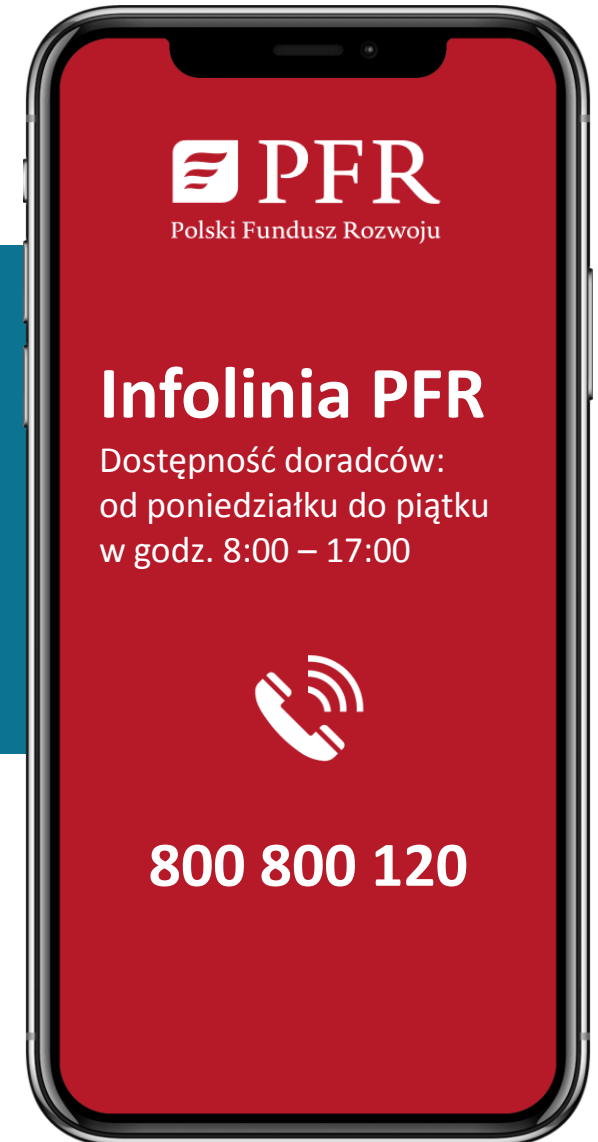 PFR
Polski Fundusz Rozwoju
Infolinia PFR
Dostępność doradców:
od poniedziałku do piątku
w godz. 8:00 – 17:00
800 800 120